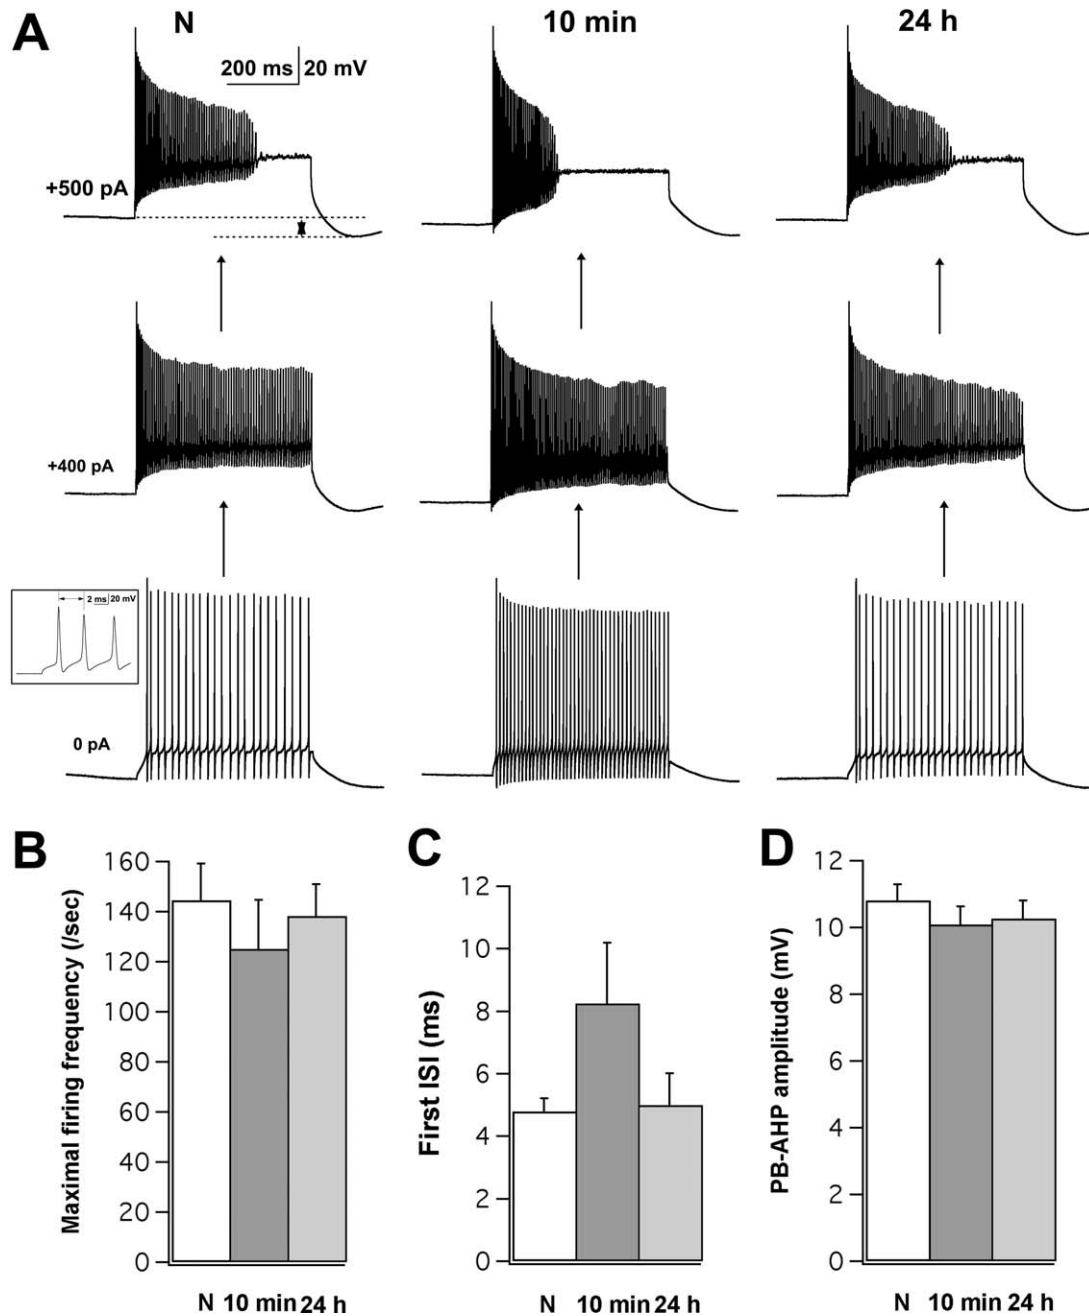 A
N
10 min
24 h
200 ms
20 mV
+500 pA
+400 pA
2 ms 20 mV
0 pA
B
Maximal firing frequency (/sec)
160
140
120
100
80
60
40
20
0
N 10 min 24 h
C
First ISI (ms)
12
10
8
6
4
2
0
N 10 min 24 h
D
PB-AHP amplitude (mV)
12
10
8
6
4
2
0
N 10 min 24 h